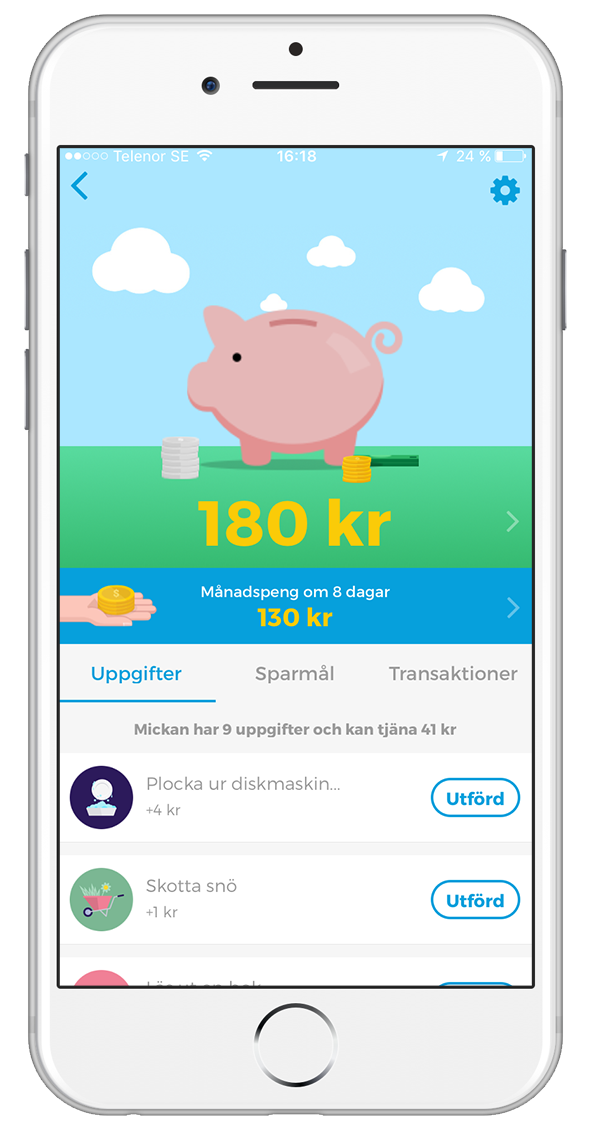 Telenor SE 16:18 24 %
180 kr
Månadspeng om 8 dagar
130 kr
Uppgifter Sparmål Transaktioner
Mickan har 9 uppgifter och kan tjäna 41 kr
Plocka ur diskmaskin...
+4 kr
Utförd
Skotta snö
+1 kr
Utförd